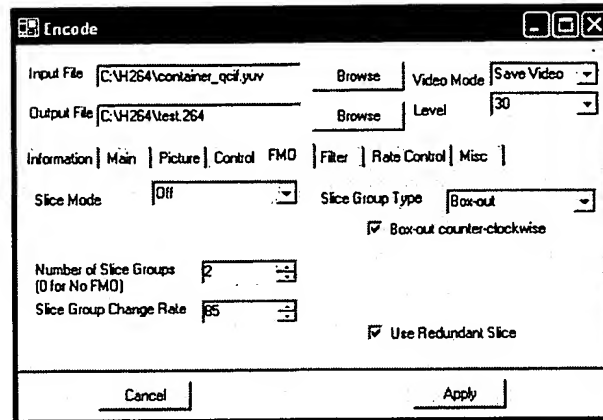 Encode
Input File C:\H264\container_qcif.yuv Browse Video Mode Save Video
Output File C:\H264\test.264 Browse Level 30
Information Main Picture Control FMO Filter Rate Control Misc
Slice Mode Off Slice Group Type Box-out
Box-out counter-clockwise
Number of Slice Groups 2
(0 for No FMO)
Slice Group Change Rate 85
Use Redundant Slice
Cancel Apply